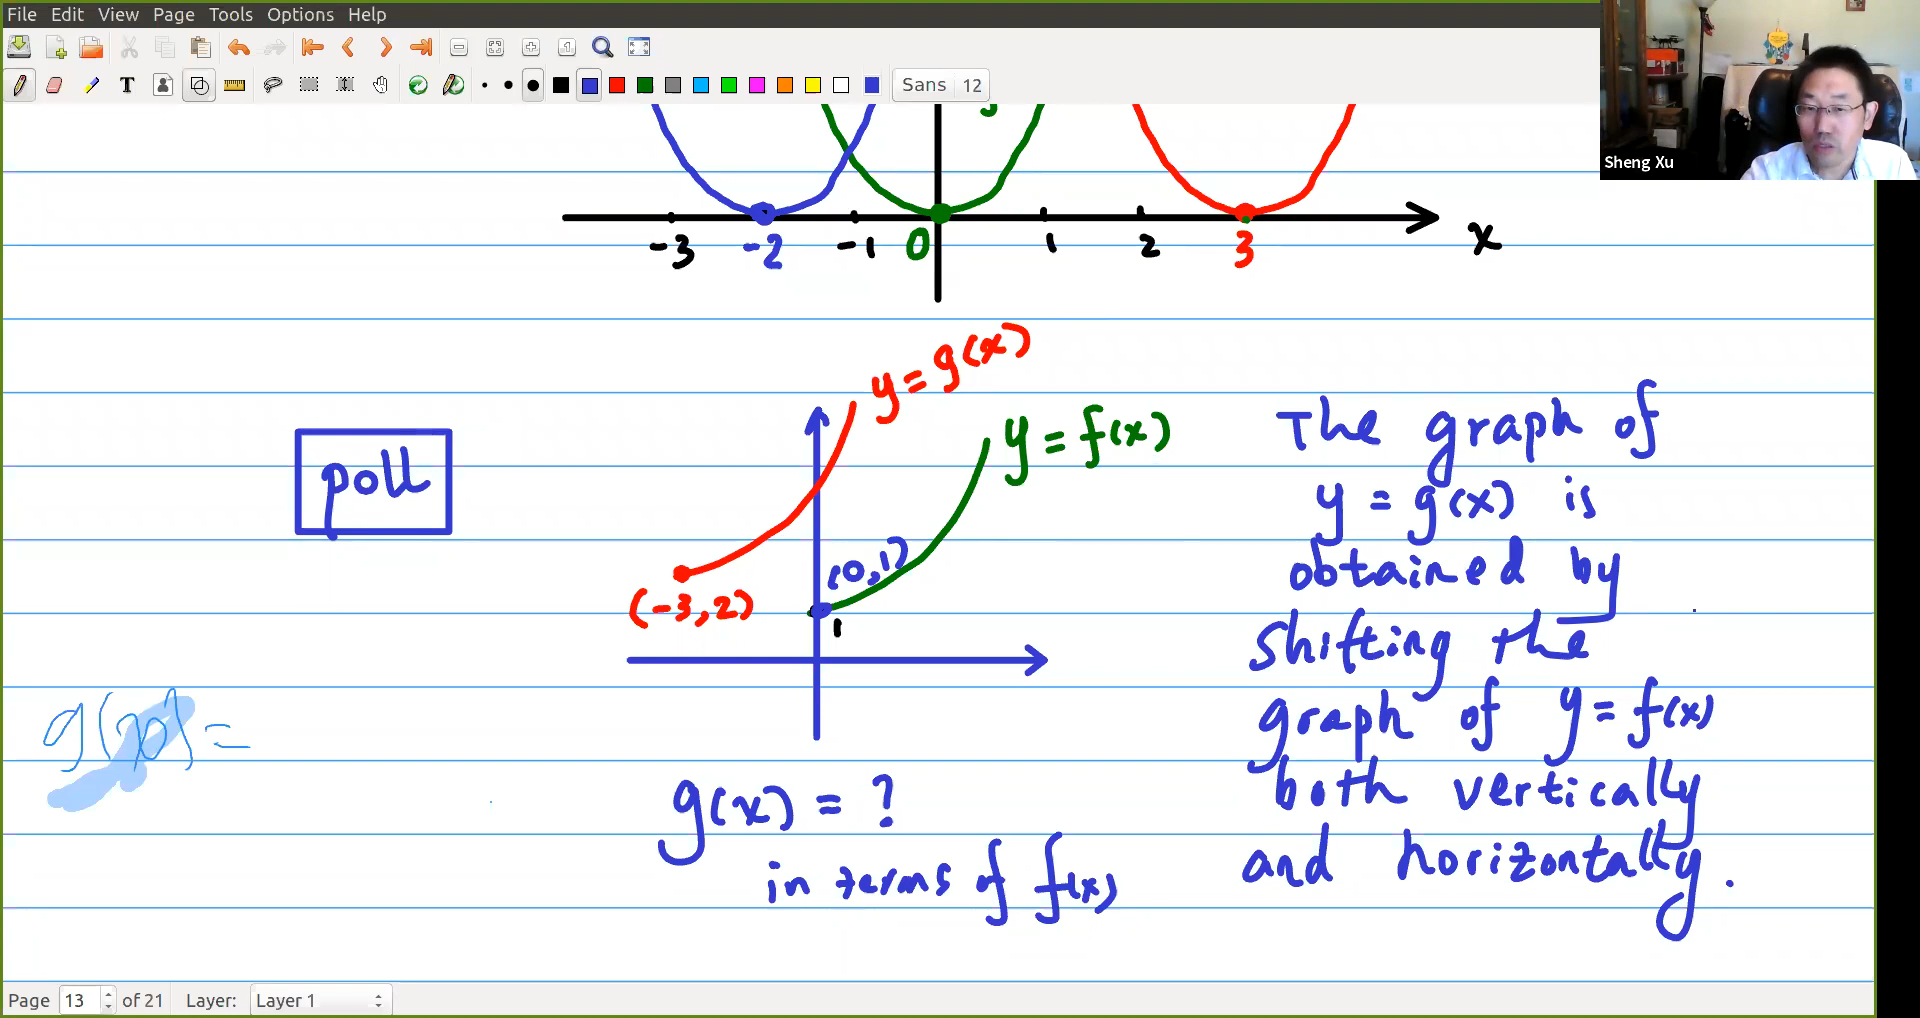 File Edit View Page Tools Options Help
Sans 12
Sheng Xu
-3 -2 -1 0 1 2 3 x
y = g(x)
y = f(x)
poll
(0,1)
(-3,2)
1
The graph of
y = g(x) is
obtained by
shifting the
graph of y = f(x)
both vertically
and horizontally.
g(x) = ?
in terms of f(x)
Page 13 of 21 Layer: Layer 1